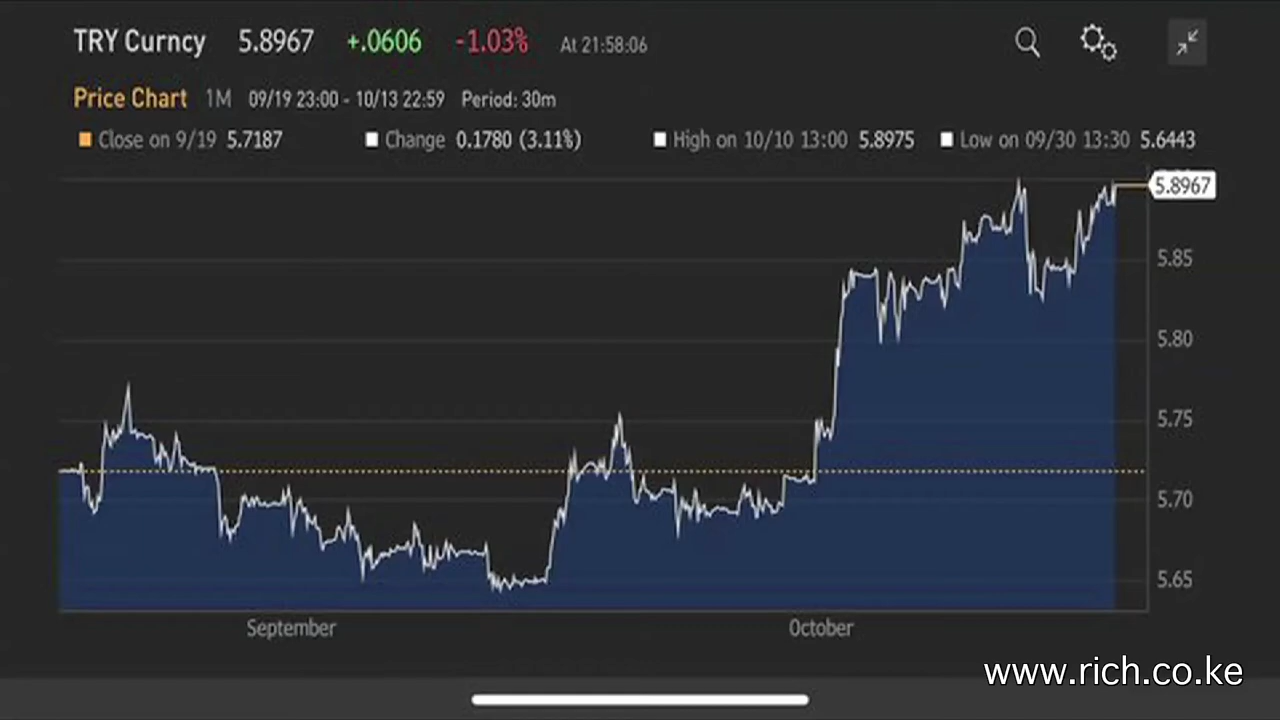 TRY Curncy 5.8967 +.0606 -1.03% At 21:58:06
Price Chart 1M 09/19 23:00 - 10/13 22:59 Period: 30m
Close on 9/19 5.7187 Change 0.1780 (3.11%) High on 10/10 13:00 5.8975 Low on 09/30 13:30 5.6443
5.8967
5.85
5.80
5.75
5.70
5.65
September October
www.rich.co.ke